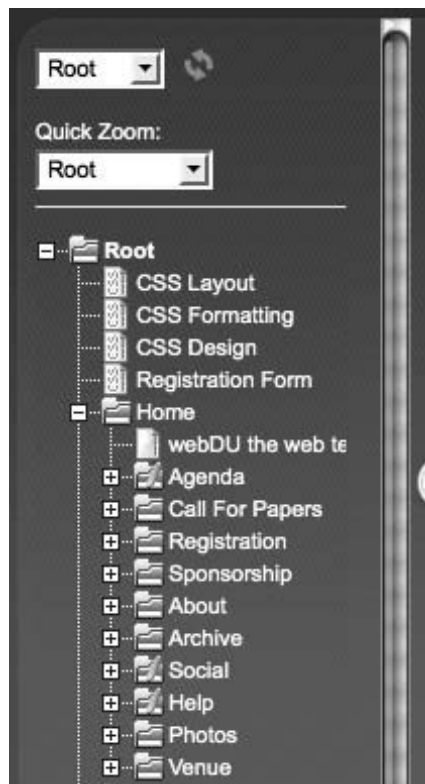 Root
Quick Zoom:
Root
Root
CSS Layout
CSS Formatting
CSS Design
Registration Form
Home
webDU the web te
Agenda
Call For Papers
Registration
Sponsorship
About
Archive
Social
Help
Photos
Venue